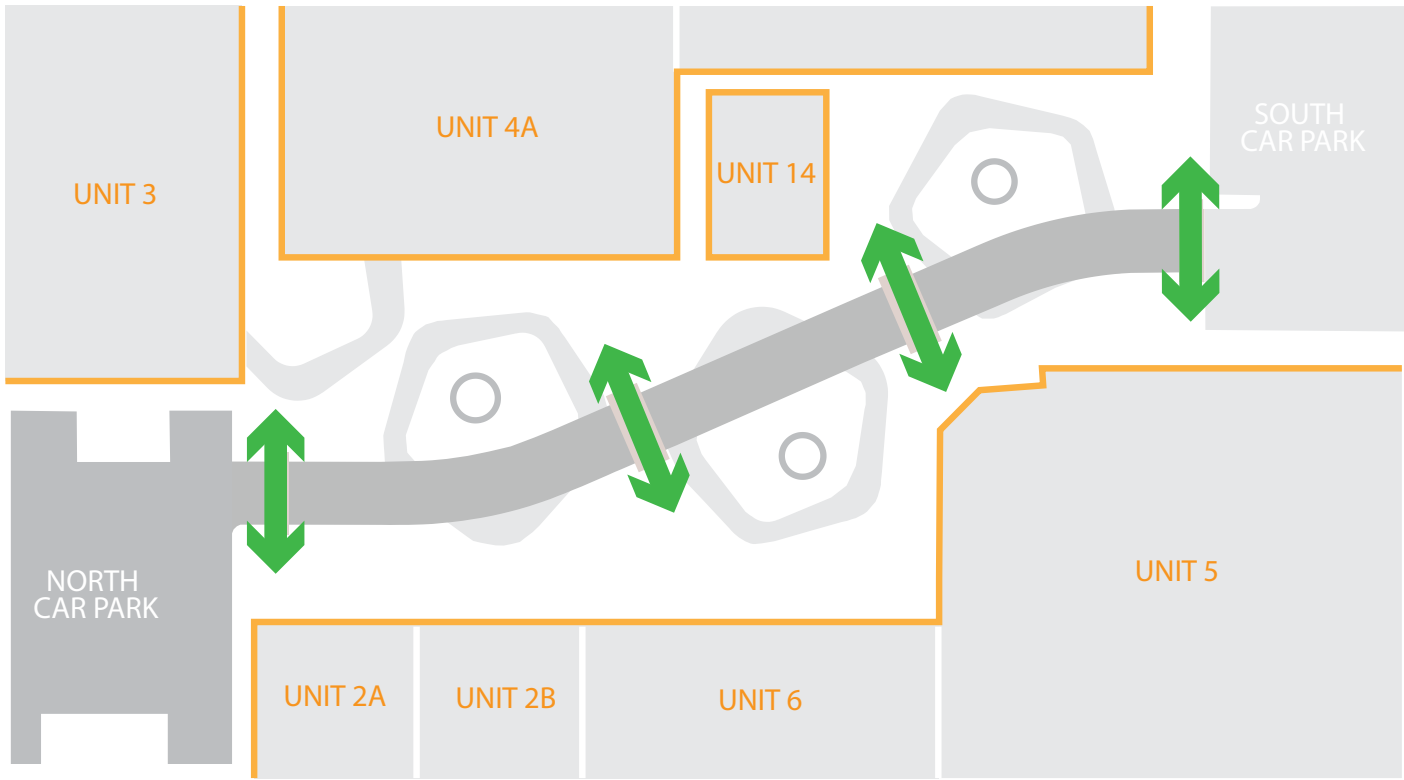 SOUTH
CAR PARK
UNIT 4A
UNIT 14
UNIT 3
NORTH
CAR PARK
UNIT 5
UNIT 2A
UNIT 2B
UNIT 6